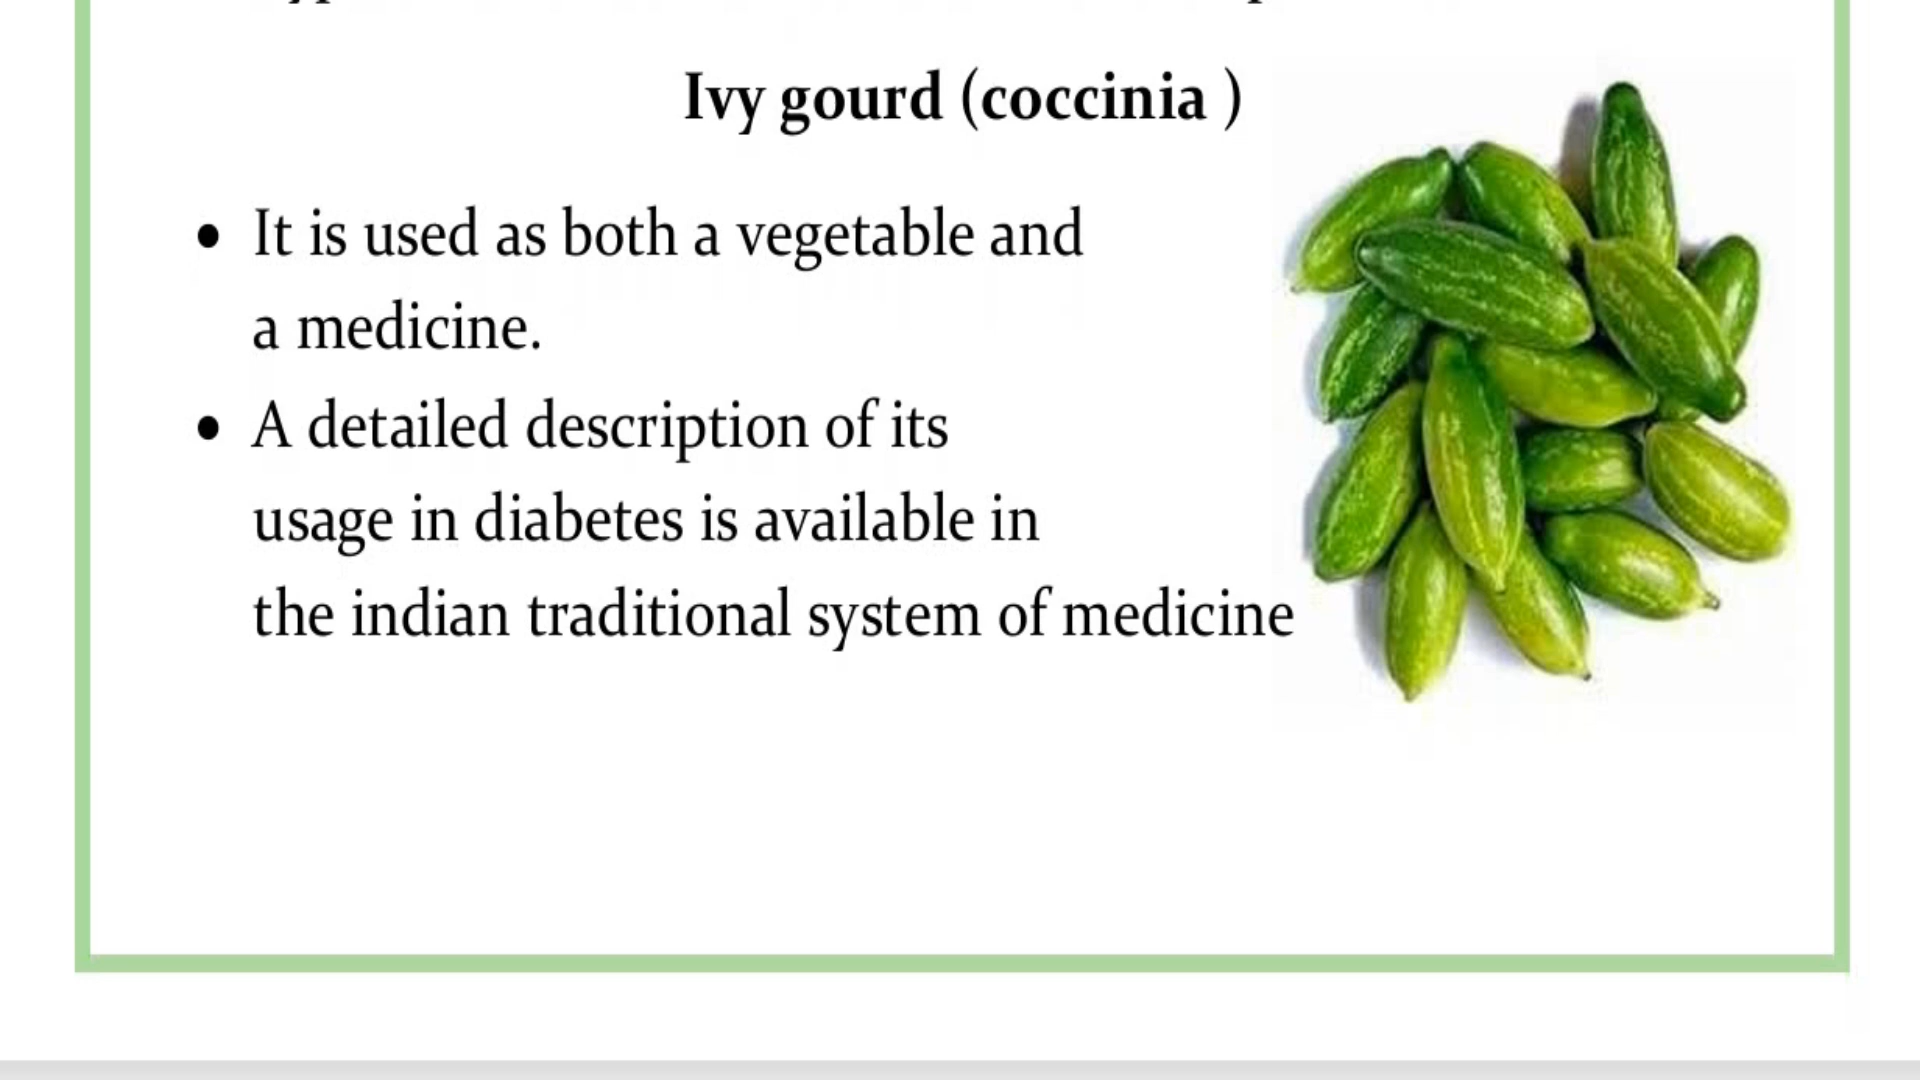 Ivy gourd (coccinia )
• It is used as both a vegetable and
a medicine.
• A detailed description of its
usage in diabetes is available in
the indian traditional system of medicine